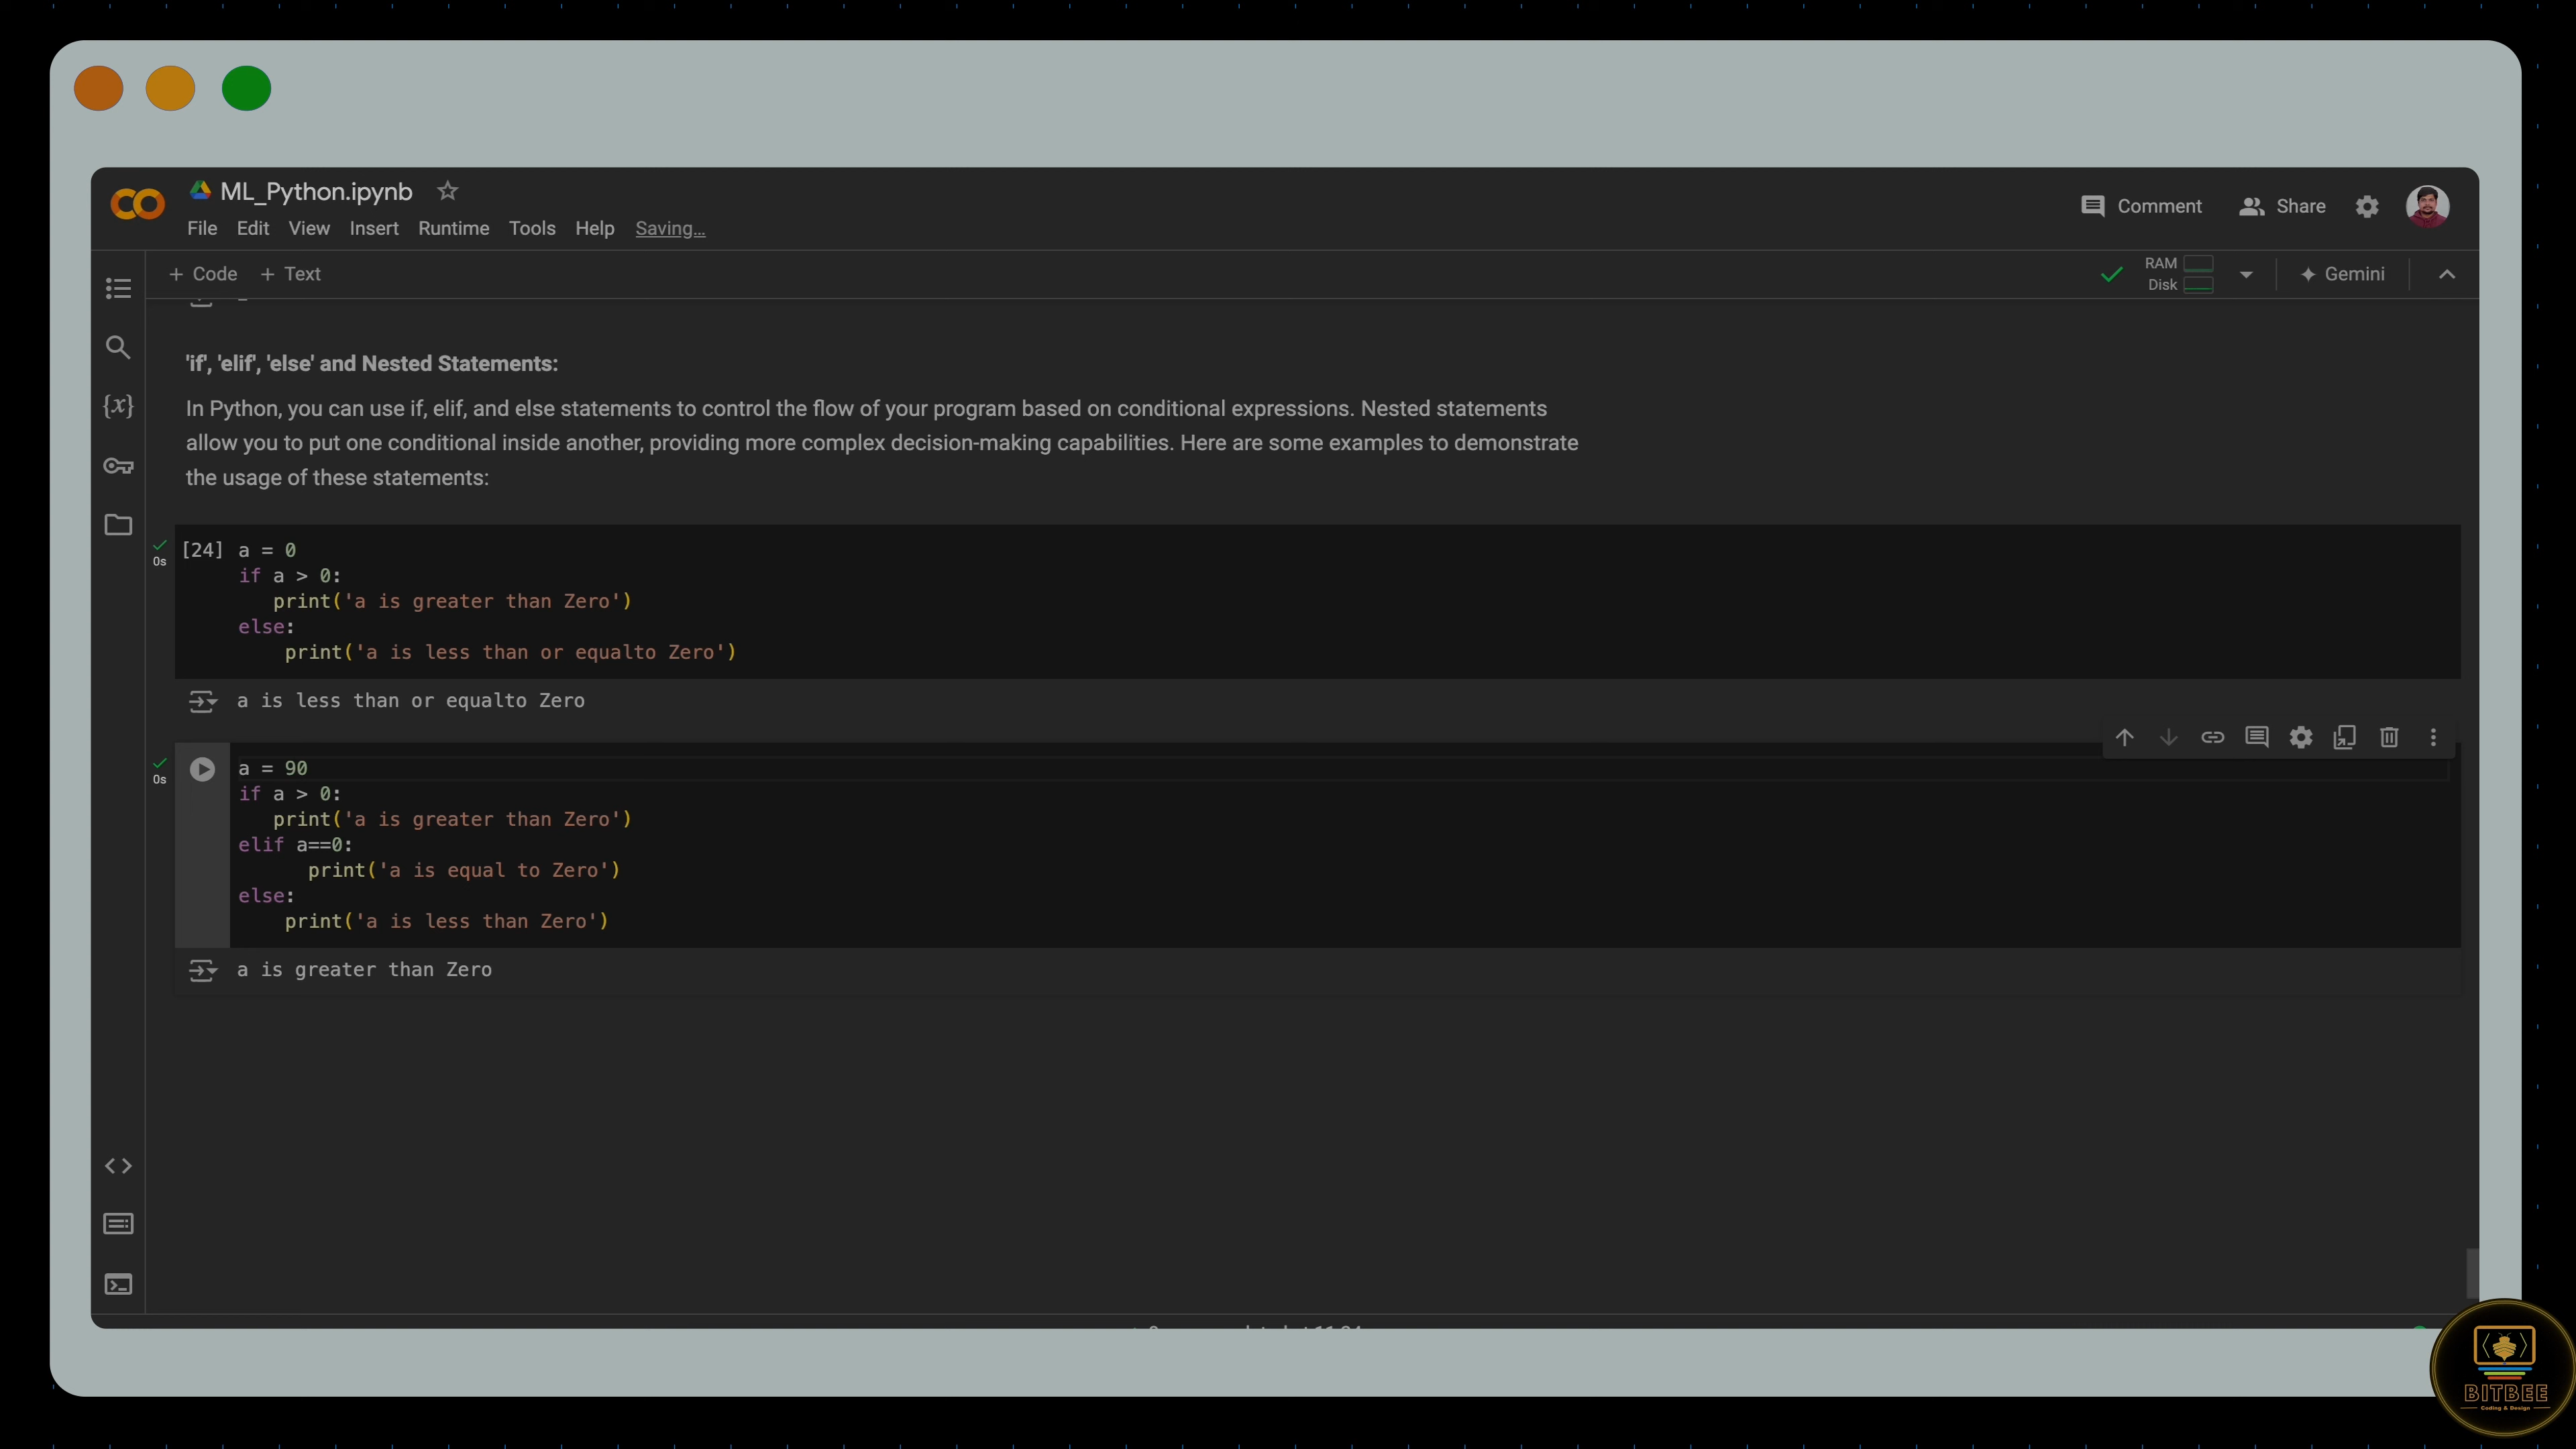 ML_Python.ipynb
File Edit View Insert Runtime Tools Help Saving...
Comment Share
+ Code + Text
RAM
Disk
Gemini
'if', 'elif', 'else' and Nested Statements:
In Python, you can use if, elif, and else statements to control the flow of your program based on conditional expressions. Nested statements
allow you to put one conditional inside another, providing more complex decision-making capabilities. Here are some examples to demonstrate
the usage of these statements:
0s
[24] a = 0
if a > 0:
print('a is greater than Zero')
else:
print('a is less than or equalto Zero')
a is less than or equalto Zero
0s
a = 90
if a > 0:
print('a is greater than Zero')
elif a==0:
print('a is equal to Zero')
else:
print('a is less than Zero')
a is greater than Zero
BITBEE
Coding & Design